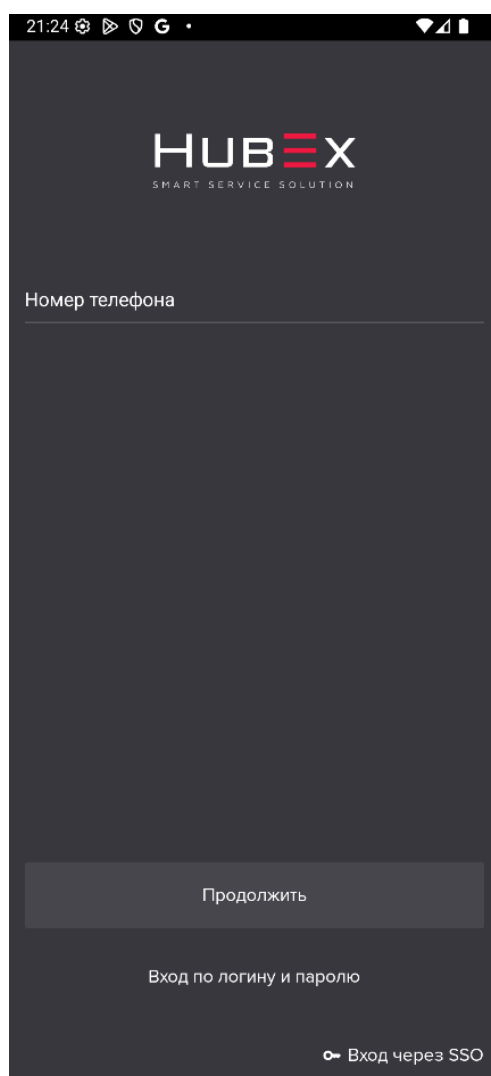 21:24 G
HUBEX
SMART SERVICE SOLUTION
Номер телефона
Продолжить
Вход по логину и паролю
Вход через SSO